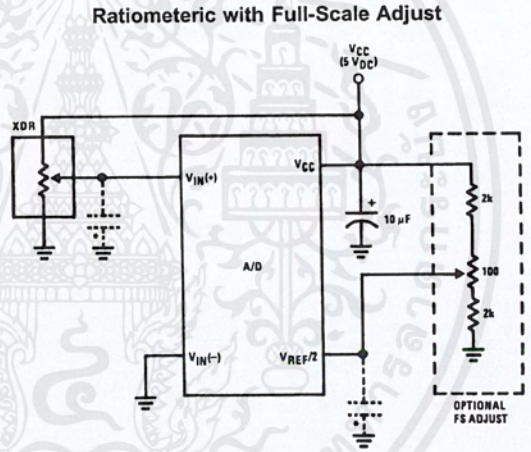 Ratiometeric with Full-Scale Adjust
VCC
(5 VDC)
XDR
VIN(+)
VCC
2k
+
10 µF
A/D
100
2k
VIN(–)
VREF/2
*
*
OPTIONAL
FS ADJUST